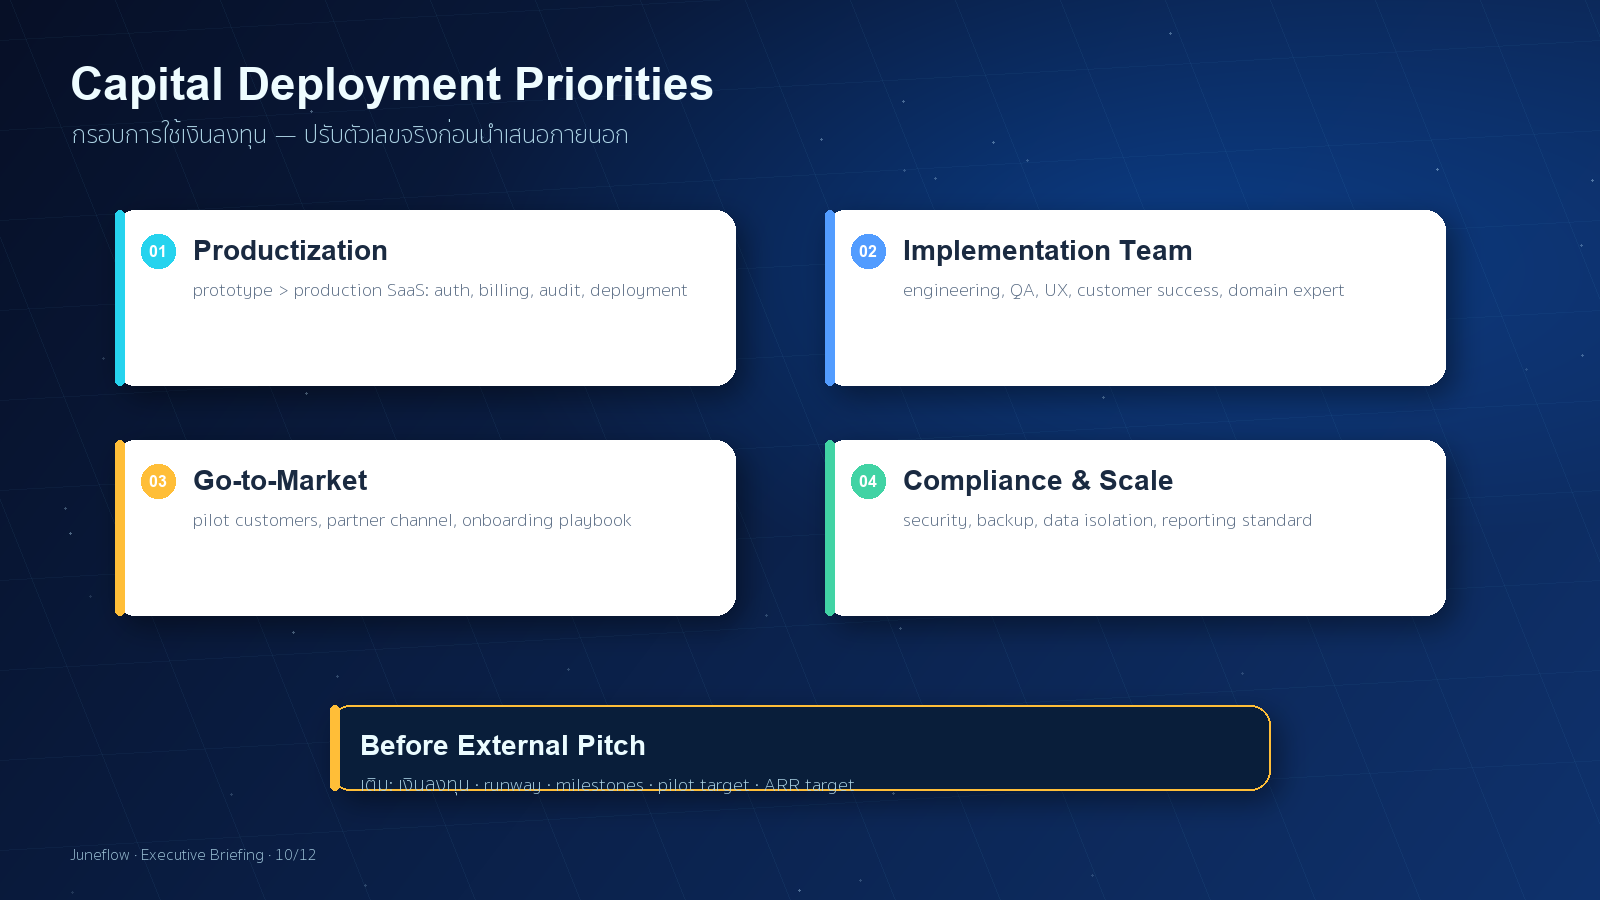 Capital Deployment Priorities
กรอบการใช้เงินลงทุน — ปรับตัวเลขจริงก่อนนำเสนอภายนอก
01 Productization
prototype > production SaaS: auth, billing, audit, deployment
02 Implementation Team
engineering, QA, UX, customer success, domain expert
03 Go-to-Market
pilot customers, partner channel, onboarding playbook
04 Compliance & Scale
security, backup, data isolation, reporting standard
Before External Pitch
เติม: เงินลงทุน · runway · milestones · pilot target · ARR target
Juneflow · Executive Briefing · 10/12